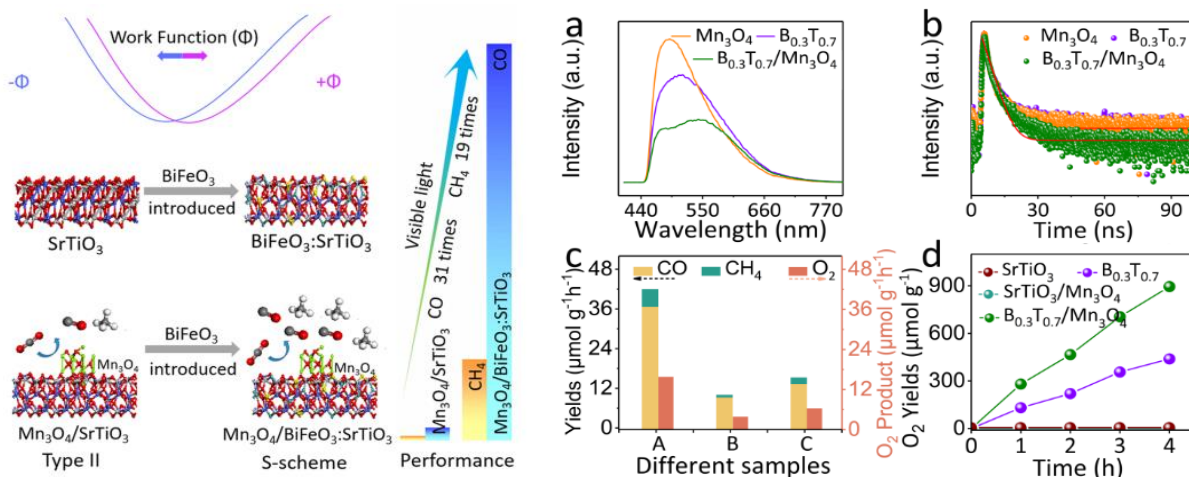 Work Function (Φ)
-Φ
+Φ
BiFeO₃
introduced
SrTiO₃
BiFeO₃:SrTiO₃
BiFeO₃
introduced
Mn₃O₄
Mn₃O₄
Mn₃O₄/SrTiO₃
Mn₃O₄/BiFeO₃:SrTiO₃
Type II
S-scheme
Visible light
CO 31 times
CH₄ 19 times
Mn₃O₄/SrTiO₃
CH₄
CO
Mn₃O₄/BiFeO₃:SrTiO₃
Performance
a
Mn₃O₄
B₀.₃T₀.₇
B₀.₃T₀.₇/Mn₃O₄
Intensity (a.u.)
440 550 660 770
Wavelength (nm)
b
Mn₃O₄
B₀.₃T₀.₇
B₀.₃T₀.₇/Mn₃O₄
Intensity (a.u.)
0 30 60 90
Time (ns)
c
CO
CH₄
O₂
Yields (μmol g⁻¹h⁻¹)
48
36
24
12
0
O₂ Product (μmol g⁻¹h⁻¹)
48
36
24
12
0
A B C
Different samples
d
SrTiO₃
B₀.₃T₀.₇
SrTiO₃/Mn₃O₄
B₀.₃T₀.₇/Mn₃O₄
O₂ Yields (μmol g⁻¹)
900
600
300
0
0 1 2 3 4
Time (h)